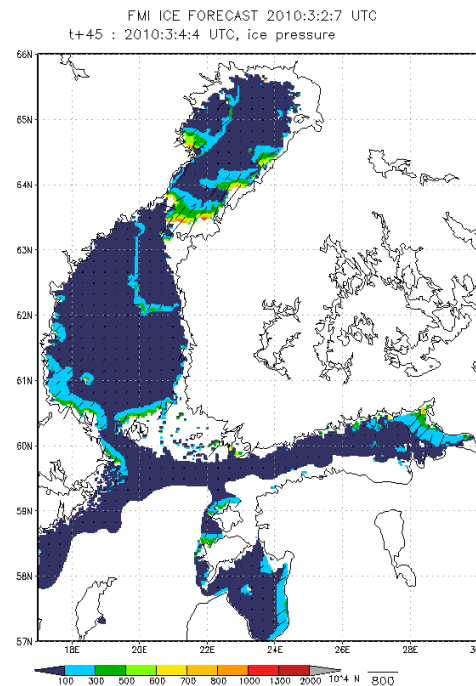 FMI ICE FORECAST 2010:3:2:7 UTC
t+45 : 2010:3:4:4 UTC, ice pressure
66N
65N
64N
63N
62N
61N
60N
59N
58N
57N
18E 20E 22E 24E 26E 28E 30
100 300 500 600 700 800 1000 1300 2000 10^4 N 800